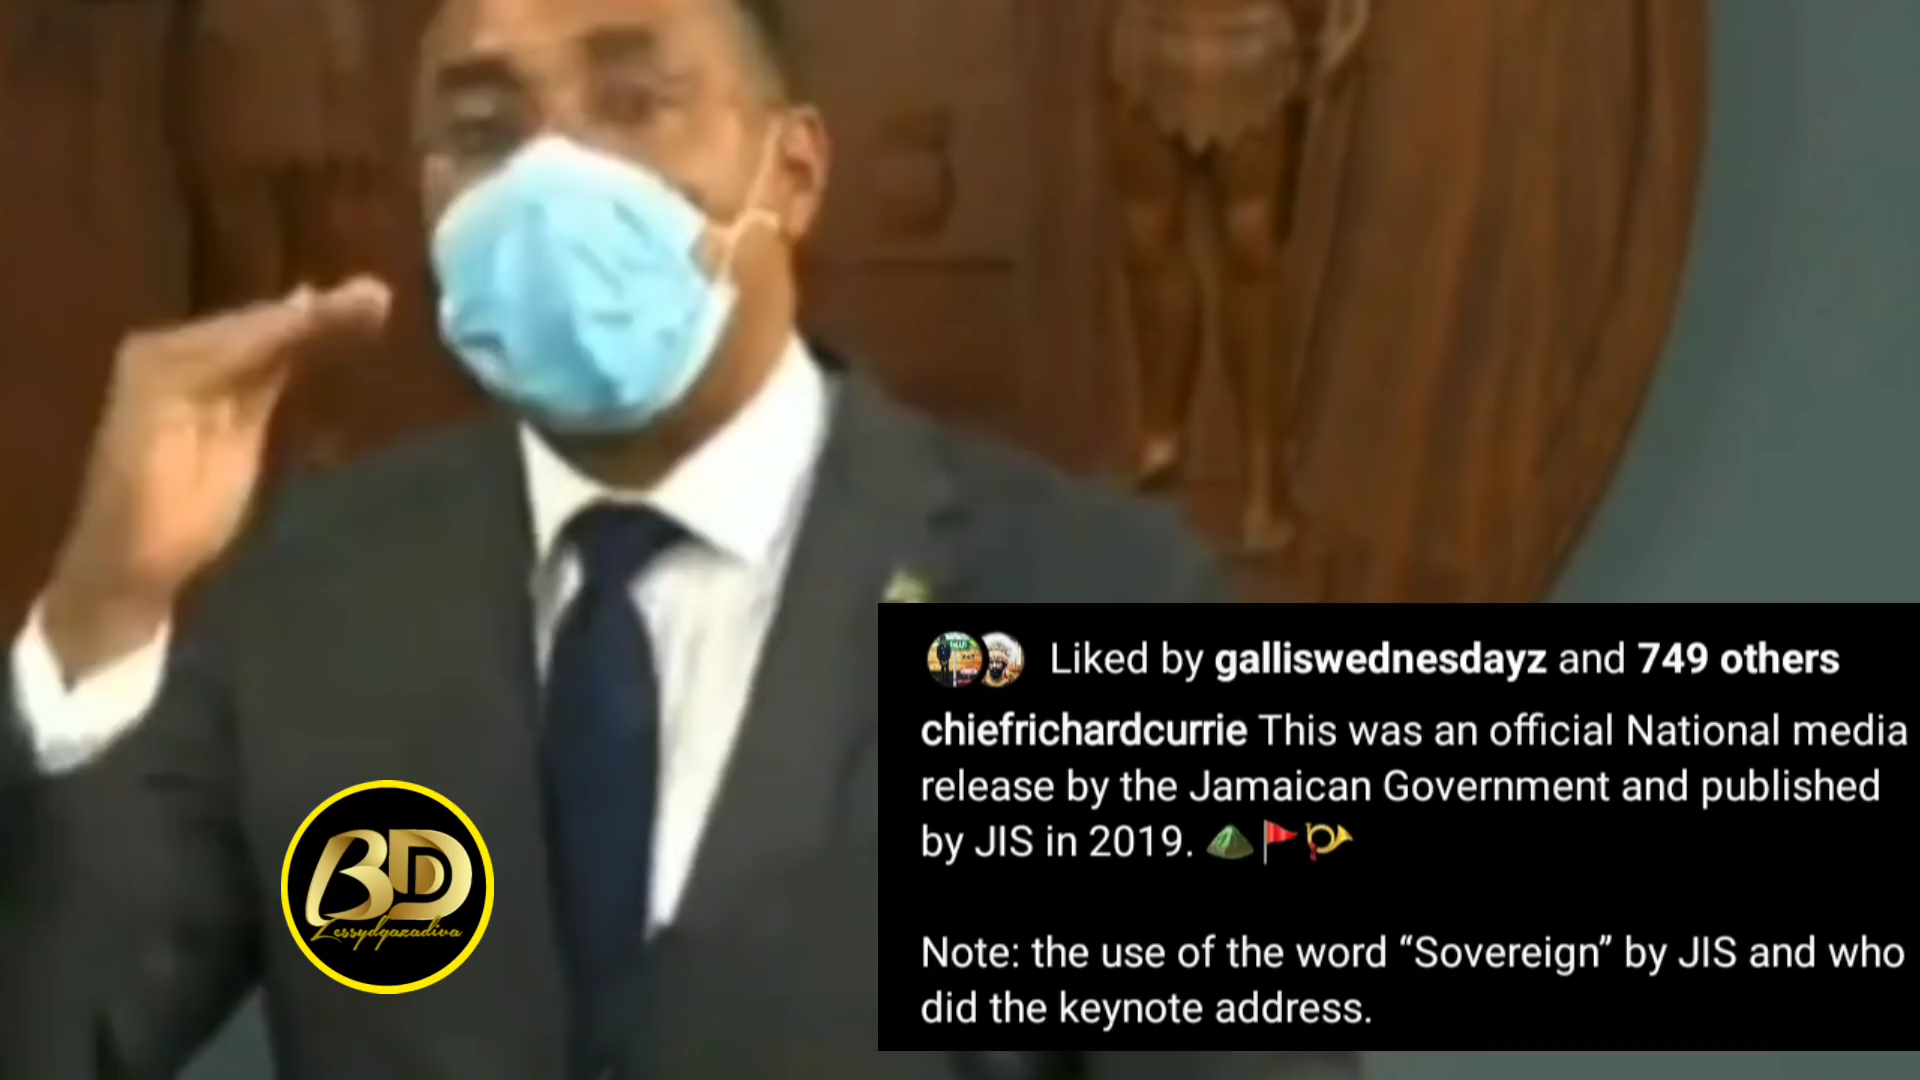 Liked by galliswednesdayz and 749 others
chiefrichardcurrie This was an official National media
release by the Jamaican Government and published
by JIS in 2019. ⛰️🚩📯
Note: the use of the word “Sovereign” by JIS and who
did the keynote address.
BD
Lessydgazadiva